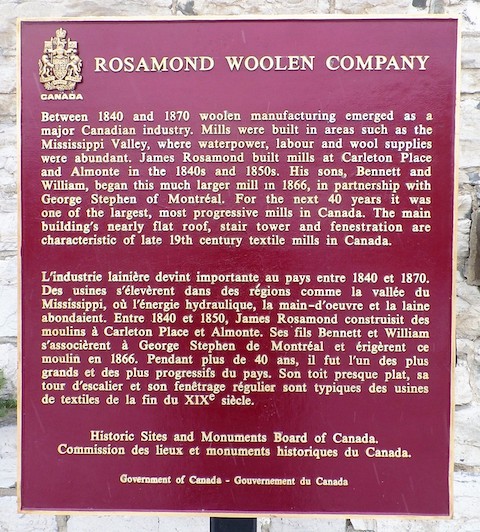 CANADA
ROSAMOND WOOLEN COMPANY
Between 1840 and 1870 woolen manufacturing emerged as a
major Canadian industry. Mills were built in areas such as the
Mississippi Valley, where waterpower, labour and wool supplies
were abundant. James Rosamond built mills at Carleton Place
and Almonte in the 1840s and 1850s. His sons, Bennett and
William, began this much larger mill in 1866, in partnership with
George Stephen of Montréal. For the next 40 years it was
one of the largest, most progressive mills in Canada. The main
building's nearly flat roof, stair tower and fenestration are
characteristic of late 19th century textile mills in Canada.
L'industrie lainière devint importante au pays entre 1840 et 1870.
Des usines s'élevèrent dans des régions comme la vallée du
Mississippi, où l'énergie hydraulique, la main-d'oeuvre et la laine
abondaient. Entre 1840 et 1850, James Rosamond construisit des
moulins à Carleton Place et Almonte. Ses fils Bennett et William
s'associèrent à George Stephen de Montréal et érigèrent ce
moulin en 1866. Pendant plus de 40 ans, il fut l'un des plus
grands et des plus progressifs du pays. Son toit presque plat, sa
tour d'escalier et son fenêtrage régulier sont typiques des usines
de textiles de la fin du XIXe siècle.
Historic Sites and Monuments Board of Canada.
Commission des lieux et monuments historiques du Canada.
Government of Canada - Gouvernement du Canada